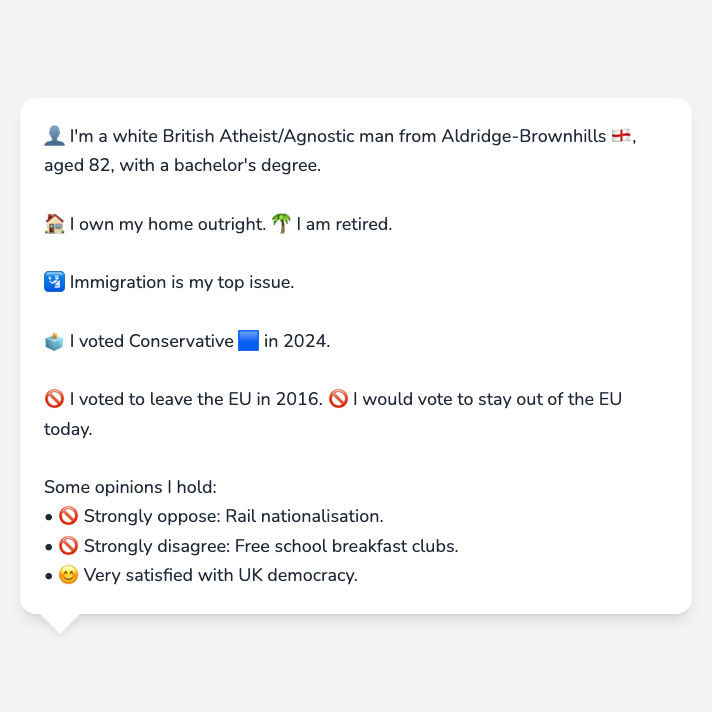 👤 I'm a white British Atheist/Agnostic man from Aldridge-Brownhills 🏴󠁧󠁢󠁥󠁮󠁧󠁿,
aged 82, with a bachelor's degree.
🏠 I own my home outright. 🌴 I am retired.
🛂 Immigration is my top issue.
🗳️ I voted Conservative 🟦 in 2024.
🚫 I voted to leave the EU in 2016. 🚫 I would vote to stay out of the EU
today.
Some opinions I hold:
• 🚫 Strongly oppose: Rail nationalisation.
• 🚫 Strongly disagree: Free school breakfast clubs.
• 😊 Very satisfied with UK democracy.